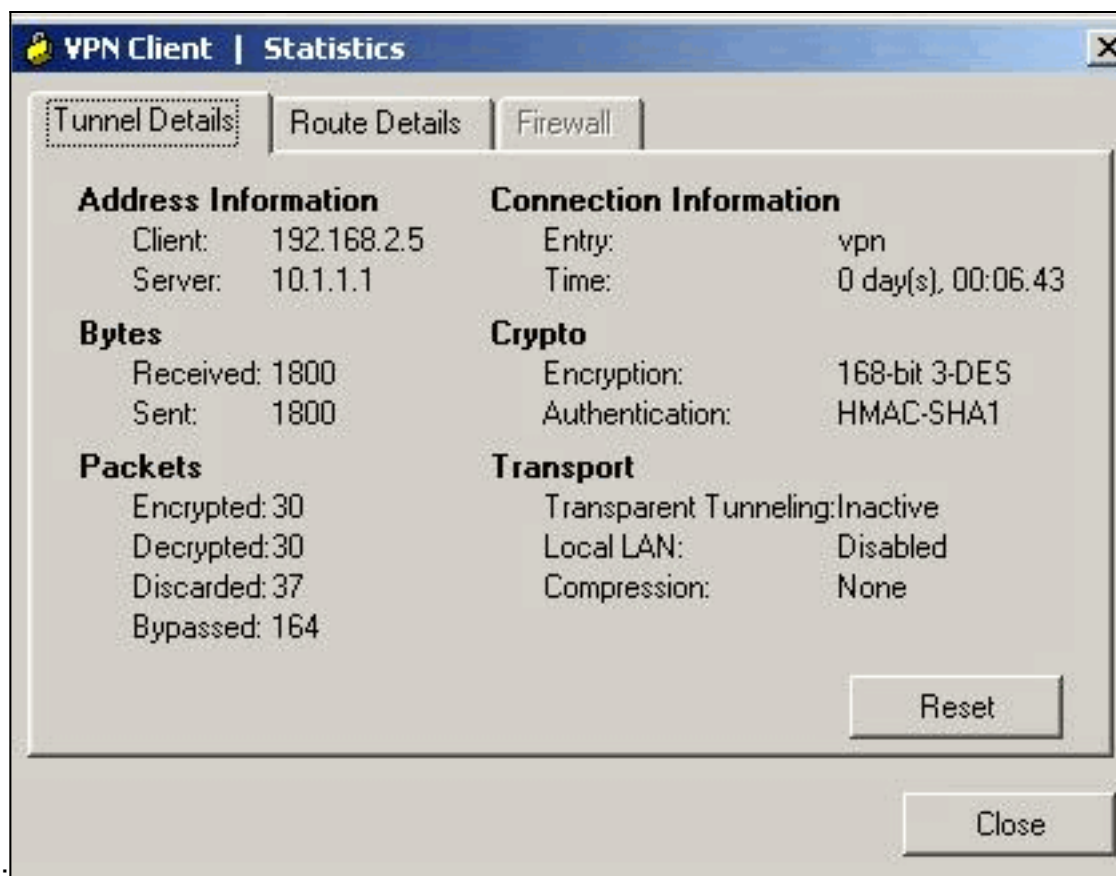 VPN Client | Statistics
Tunnel Details
Route Details
Firewall
Address Information
Client: 192.168.2.5
Server: 10.1.1.1
Bytes
Received: 1800
Sent: 1800
Packets
Encrypted: 30
Decrypted: 30
Discarded: 37
Bypassed: 164
Connection Information
Entry: vpn
Time: 0 day(s), 00:06.43
Crypto
Encryption: 168-bit 3-DES
Authentication: HMAC-SHA1
Transport
Transparent Tunneling:Inactive
Local LAN: Disabled
Compression: None
Reset
Close